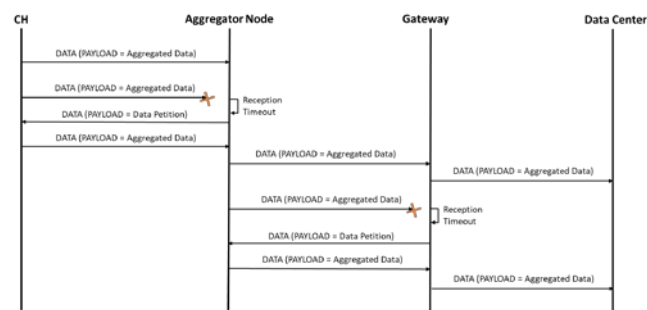 CH
Aggregator Node
Gateway
Data Center
DATA (PAYLOAD = Aggregated Data)
DATA (PAYLOAD = Aggregated Data)
Reception
Timeout
DATA (PAYLOAD = Data Petition)
DATA (PAYLOAD = Aggregated Data)
DATA (PAYLOAD = Aggregated Data)
DATA (PAYLOAD = Aggregated Data)
DATA (PAYLOAD = Aggregated Data)
Reception
Timeout
DATA (PAYLOAD = Data Petition)
DATA (PAYLOAD = Aggregated Data)
DATA (PAYLOAD = Aggregated Data)